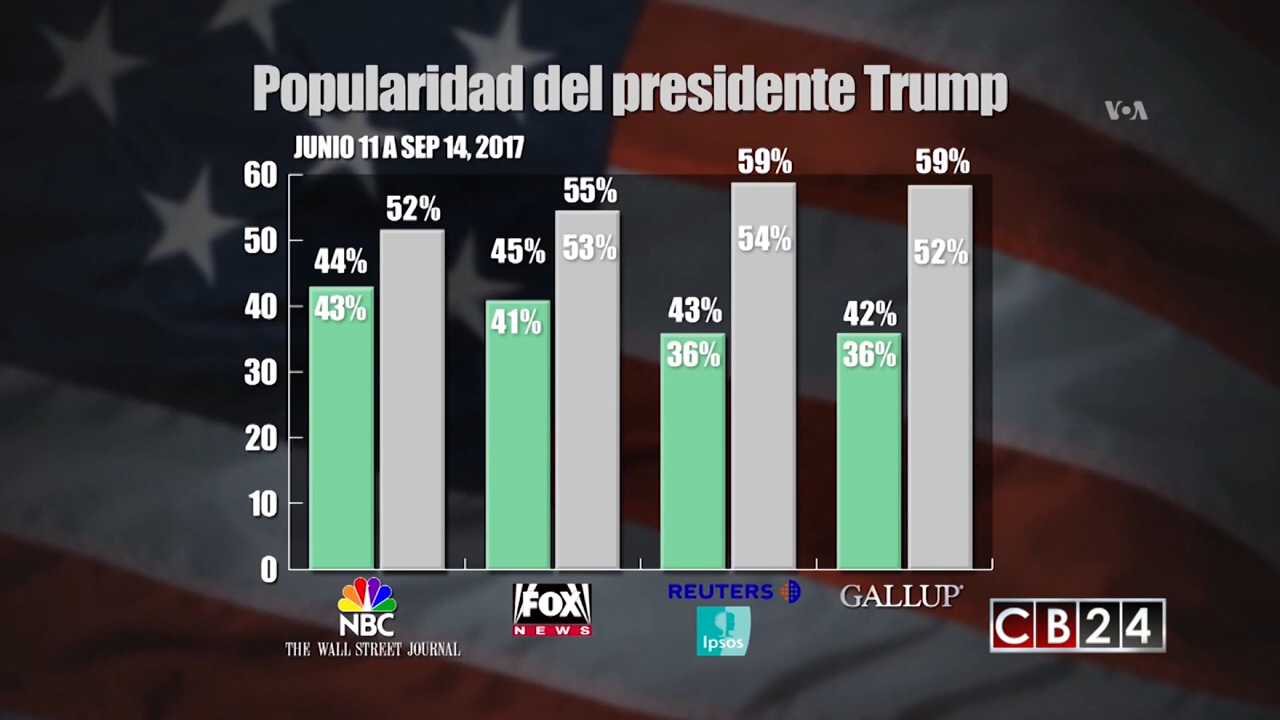 Popularidad del presidente Trump
VOA
JUNIO 11 A SEP 14, 2017
60
50
40
30
20
10
0
44%
43%
52%
45%
41%
55%
53%
43%
36%
59%
54%
42%
36%
59%
52%
NBC
THE WALL STREET JOURNAL
FOX
NEWS
REUTERS
Ipsos
GALLUP
CB24